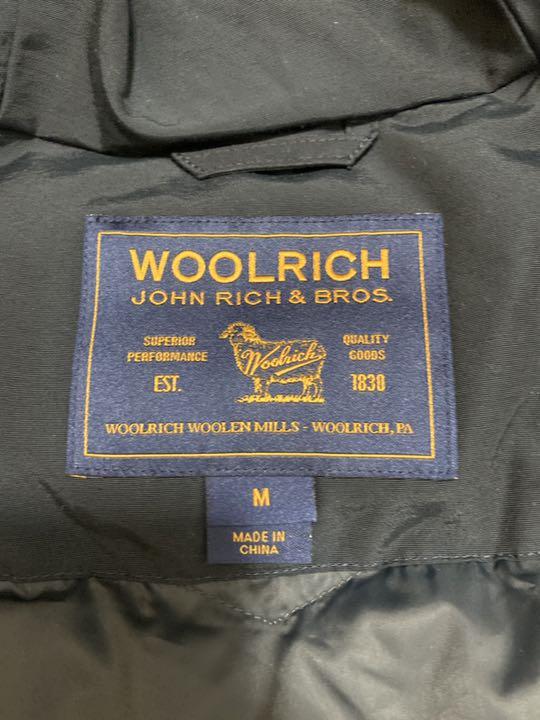 WOOLRICH
JOHN RICH & BROS.
SUPERIOR
PERFORMANCE
EST.
Woolrich
QUALITY
GOODS
1830
WOOLRICH WOOLEN MILLS - WOOLRICH, PA
M
MADE IN
CHINA